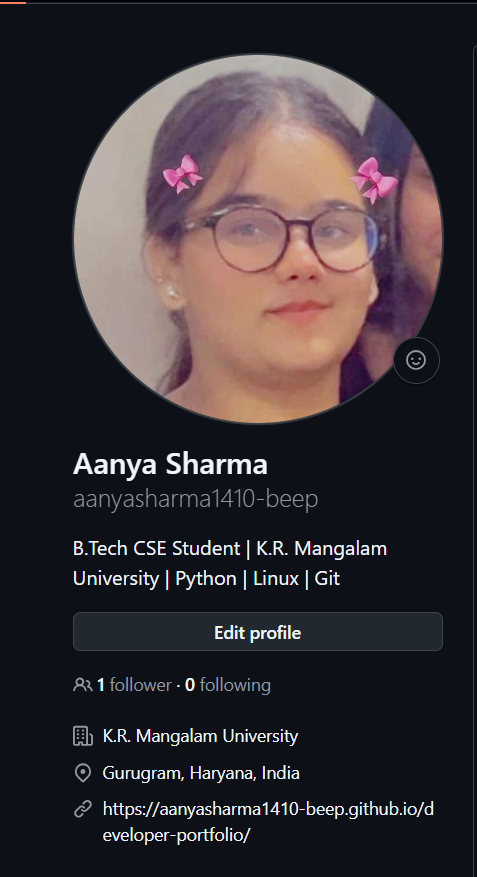 Aanya Sharma
aanyasharma1410-beep
B.Tech CSE Student | K.R. Mangalam
University | Python | Linux | Git
Edit profile
1 follower · 0 following
K.R. Mangalam University
Gurugram, Haryana, India
https://aanyasharma1410-beep.github.io/d
eveloper-portfolio/